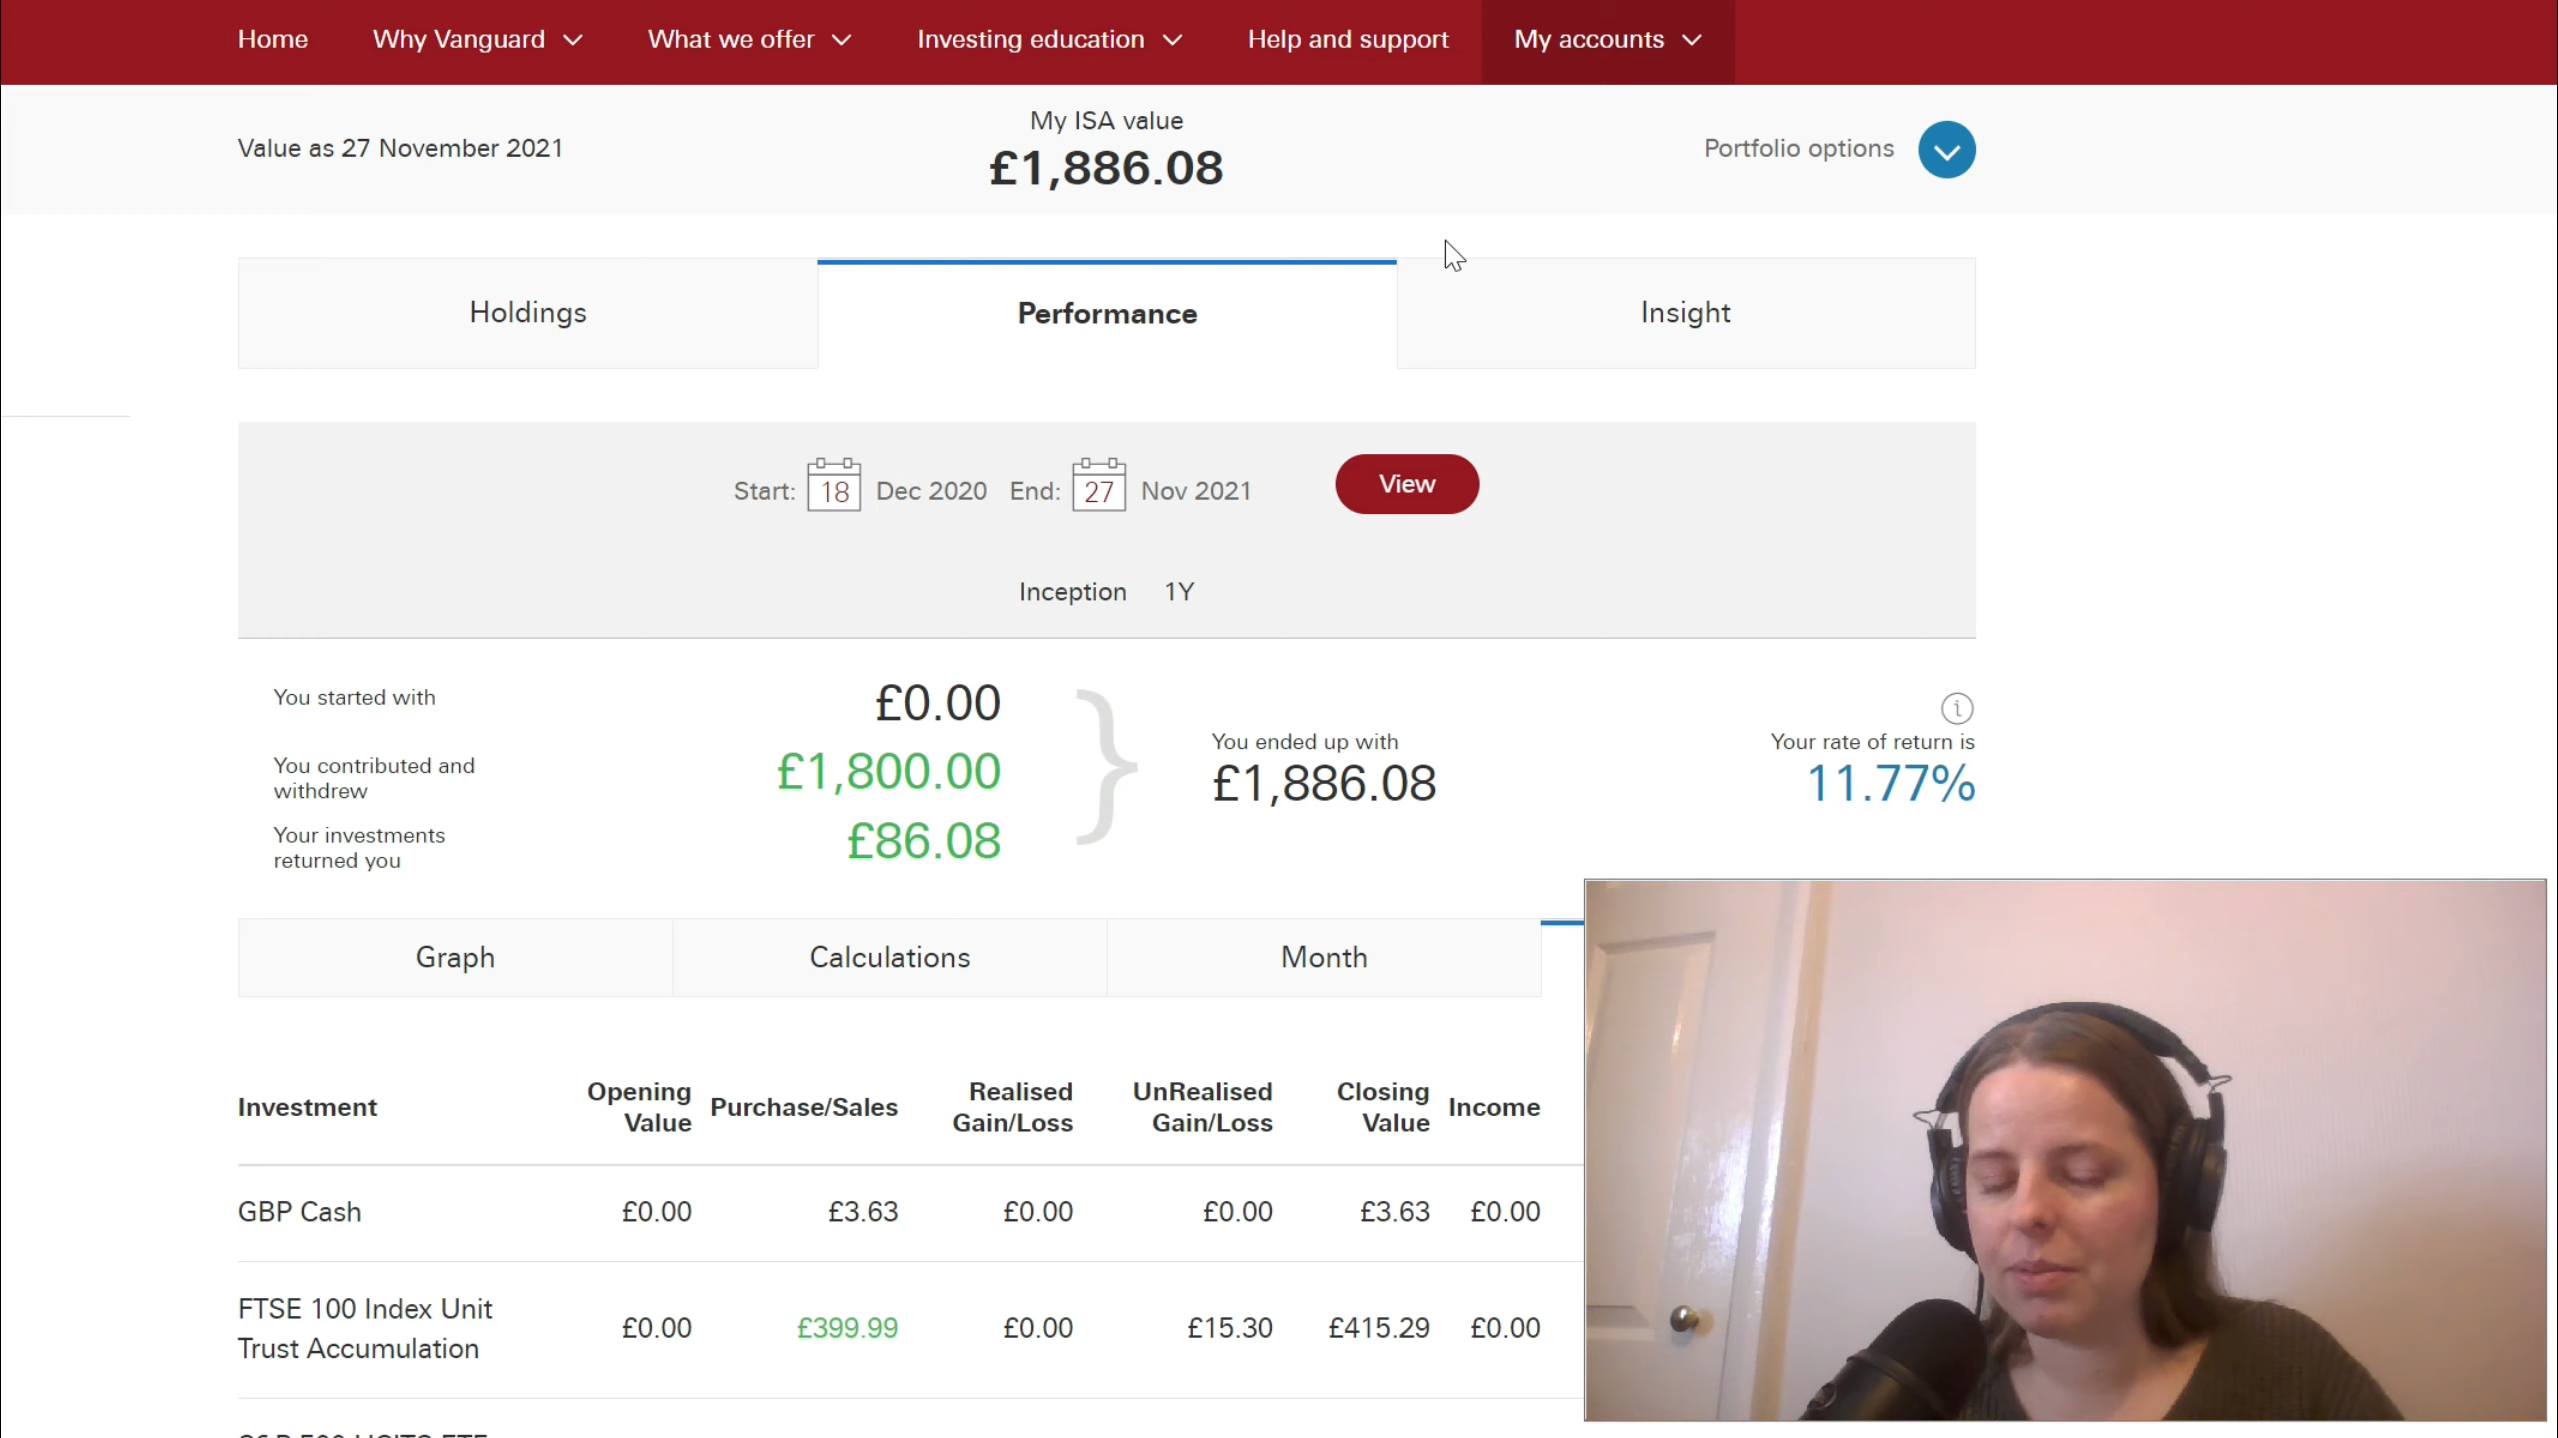 Home Why Vanguard What we offer Investing education Help and support My accounts
Value as 27 November 2021
My ISA value
£1,886.08
Portfolio options
Holdings Performance Insight
Start: 18 Dec 2020 End: 27 Nov 2021 View
Inception 1Y
You started with £0.00
You contributed and
withdrew
£1,800.00
Your investments
returned you
£86.08
You ended up with
£1,886.08
Your rate of return is
11.77%
Graph Calculations Month
Investment Opening Value Purchase/Sales Realised Gain/Loss UnRealised Gain/Loss Closing Value Income
GBP Cash £0.00 £3.63 £0.00 £0.00 £3.63 £0.00
FTSE 100 Index Unit
Trust Accumulation
£0.00 £399.99 £0.00 £15.30 £415.29 £0.00